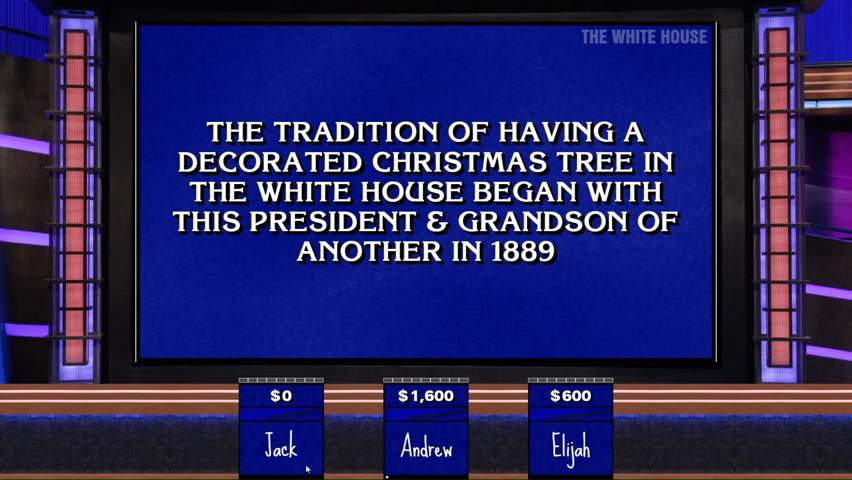 THE WHITE HOUSE
THE TRADITION OF HAVING A
DECORATED CHRISTMAS TREE IN
THE WHITE HOUSE BEGAN WITH
THIS PRESIDENT & GRANDSON OF
ANOTHER IN 1889
$0
$1,600
$600
Jack
Andrew
Elijah